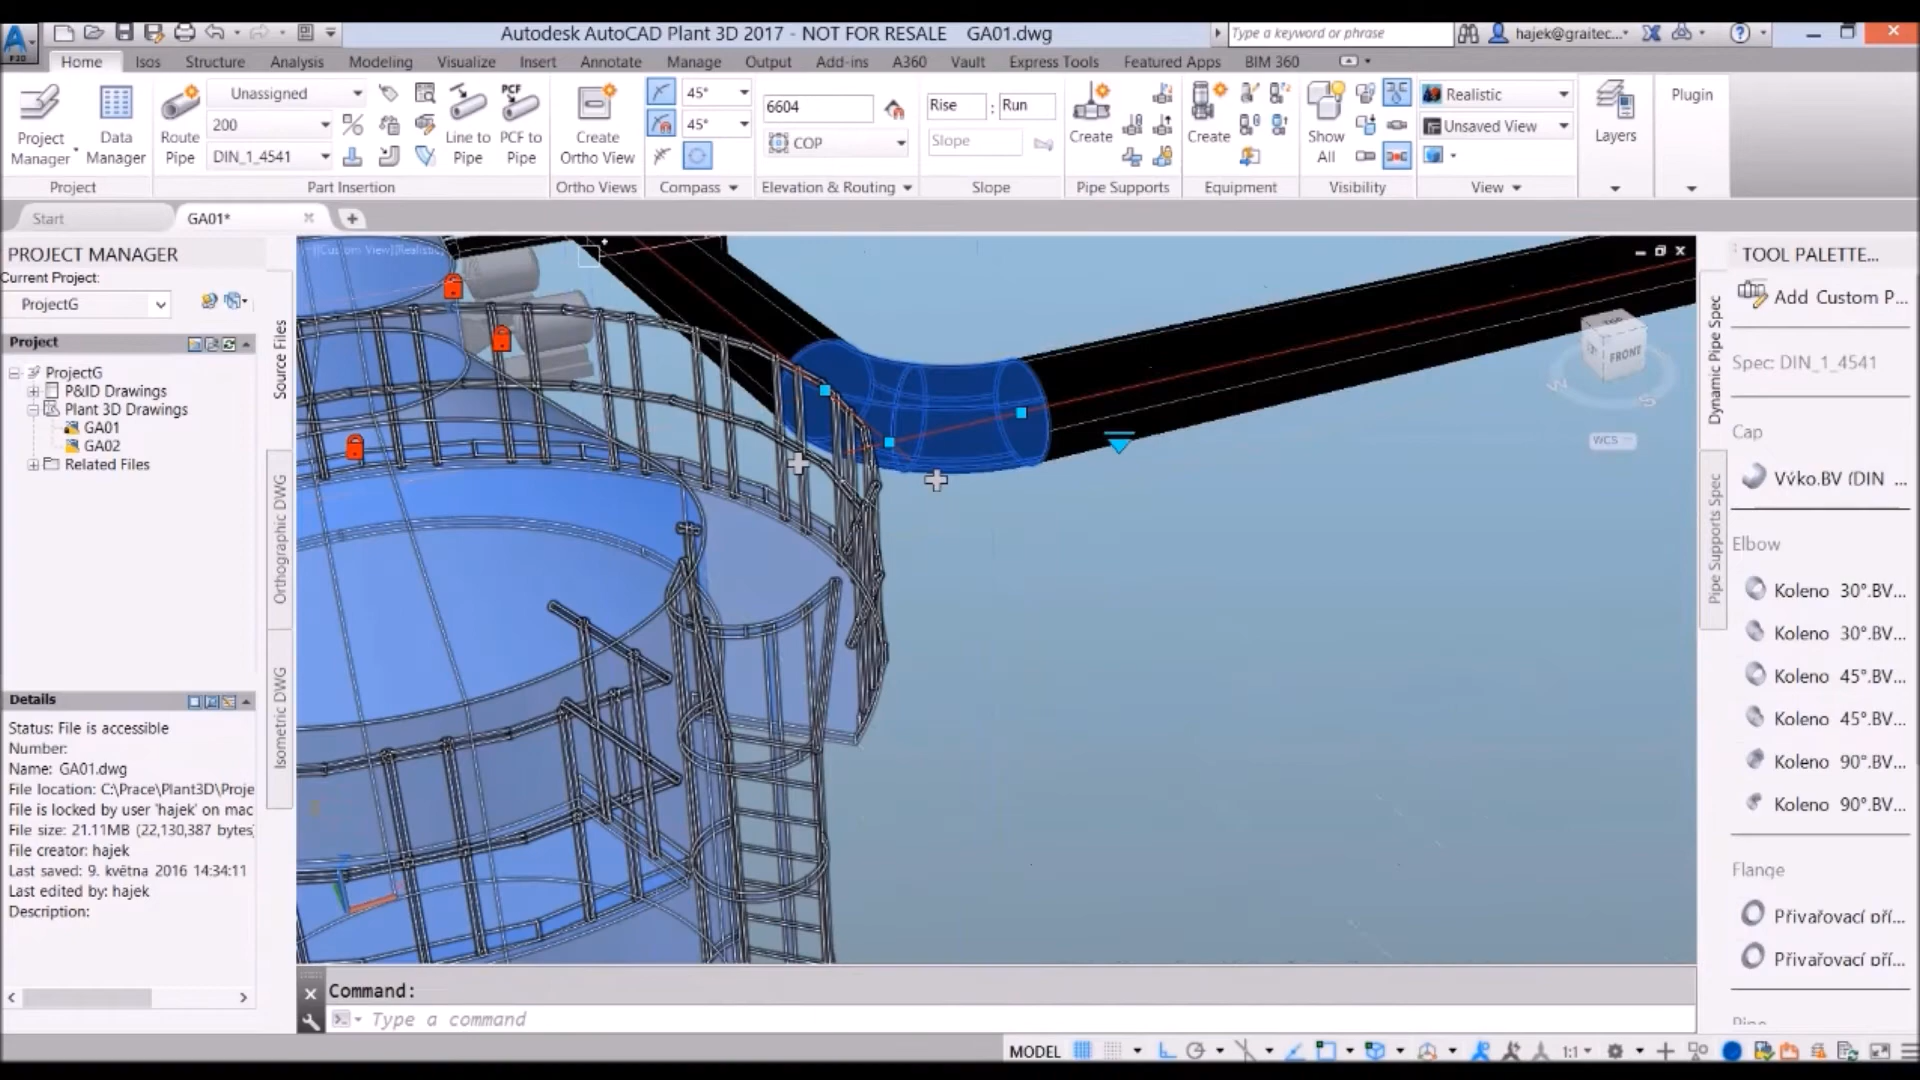 Autodesk AutoCAD Plant 3D 2017 - NOT FOR RESALE GA01.dwg
Type a keyword or phrase
hajek@graitec...
P3D
Home Isos Structure Analysis Modeling Visualize Insert Annotate Manage Output Add-ins A360 Vault Express Tools Featured Apps BIM 360
Project Manager
Data Manager
Route Pipe
Unassigned
200
DIN_1_4541
Line to Pipe
PCF
PCF to Pipe
Create Ortho View
45°
45°
6604
COP
Rise : Run
Slope
Create
Create
Show All
Realistic
Unsaved View
Layers
Plugin
Project
Part Insertion
Ortho Views
Compass
Elevation & Routing
Slope
Pipe Supports
Equipment
Visibility
View
Start
GA01*
PROJECT MANAGER
Current Project:
ProjectG
Project
ProjectG
P&ID Drawings
Plant 3D Drawings
GA01
GA02
Related Files
Source Files
Orthographic DWG
Isometric DWG
Details
Status: File is accessible
Number:
Name: GA01.dwg
File location: C:\Prace\Plant3D\Proje
File is locked by user 'hajek' on mac
File size: 21.11MB (22,130,387 bytes)
File creator: hajek
Last saved: 9. května 2016 14:34:11
Last edited by: hajek
Description:
[Custom View][Realistic]
TOP
FRONT
W
S
WCS
Command:
Type a command
MODEL
1:1
Dynamic Pipe Spec
Pipe Supports Spec
TOOL PALETTE...
Add Custom P...
Spec: DIN_1_4541
Cap
Výko.BV (DIN ...
Elbow
Koleno 30°.BV...
Koleno 30°.BV...
Koleno 45°.BV...
Koleno 45°.BV...
Koleno 90°.BV...
Koleno 90°.BV...
Flange
Přivařovací pří...
Přivařovací pří...
Pipe